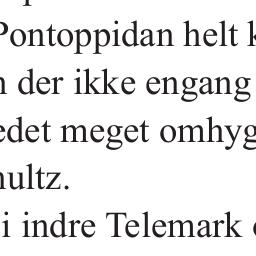 Pontoppidan helt k
n der ikke engang
edet meget omhyg
hultz.
i indre Telemark